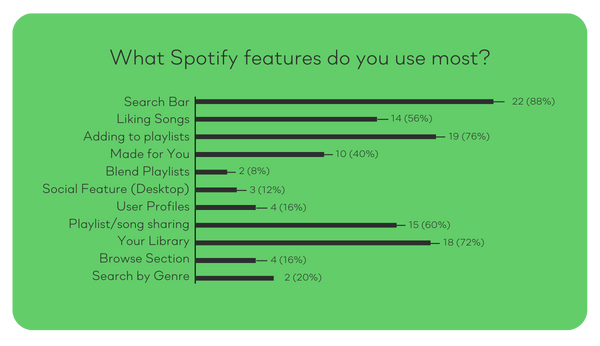 What Spotify features do you use most?
Search Bar 22 (88%)
Liking Songs 14 (56%)
Adding to playlists 19 (76%)
Made for You 10 (40%)
Blend Playlists 2 (8%)
Social Feature (Desktop) 3 (12%)
User Profiles 4 (16%)
Playlist/song sharing 15 (60%)
Your Library 18 (72%)
Browse Section 4 (16%)
Search by Genre 2 (20%)